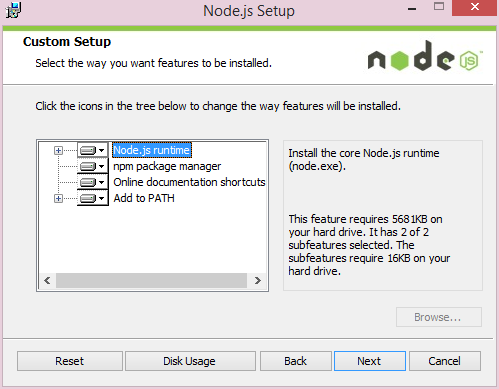 Node.js Setup
Custom Setup
Select the way you want features to be installed.
node
JS
Click the icons in the tree below to change the way features will be installed.
Node.js runtime
npm package manager
Online documentation shortcuts
Add to PATH
Install the core Node.js runtime
(node.exe).
This feature requires 5681KB on
your hard drive. It has 2 of 2
subfeatures selected. The
subfeatures require 16KB on your
hard drive.
Browse...
Reset
Disk Usage
Back
Next
Cancel